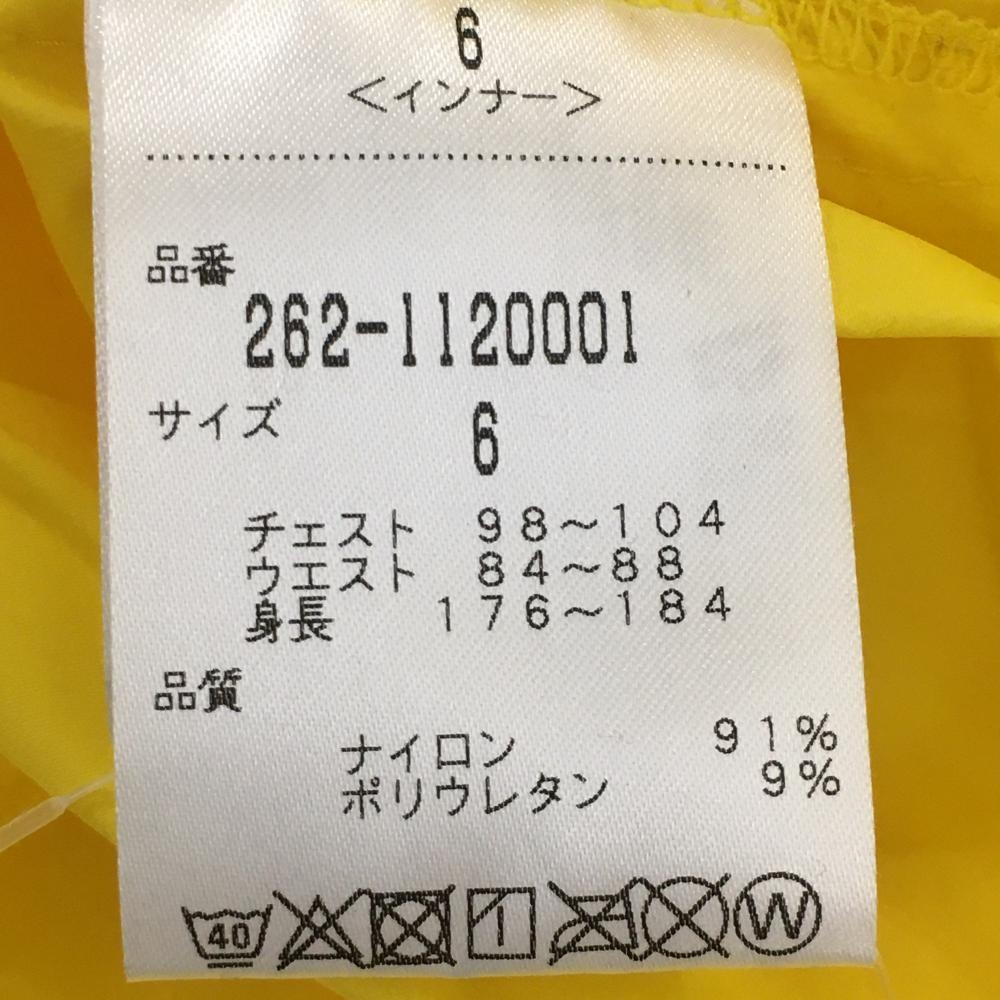 6
<インナー>
品番
262-1120001
サイズ 6
チェスト 98～104
ウエスト 84～88
身長 176～184
品質
ナイロン 91%
ポリウレタン 9%
40 W